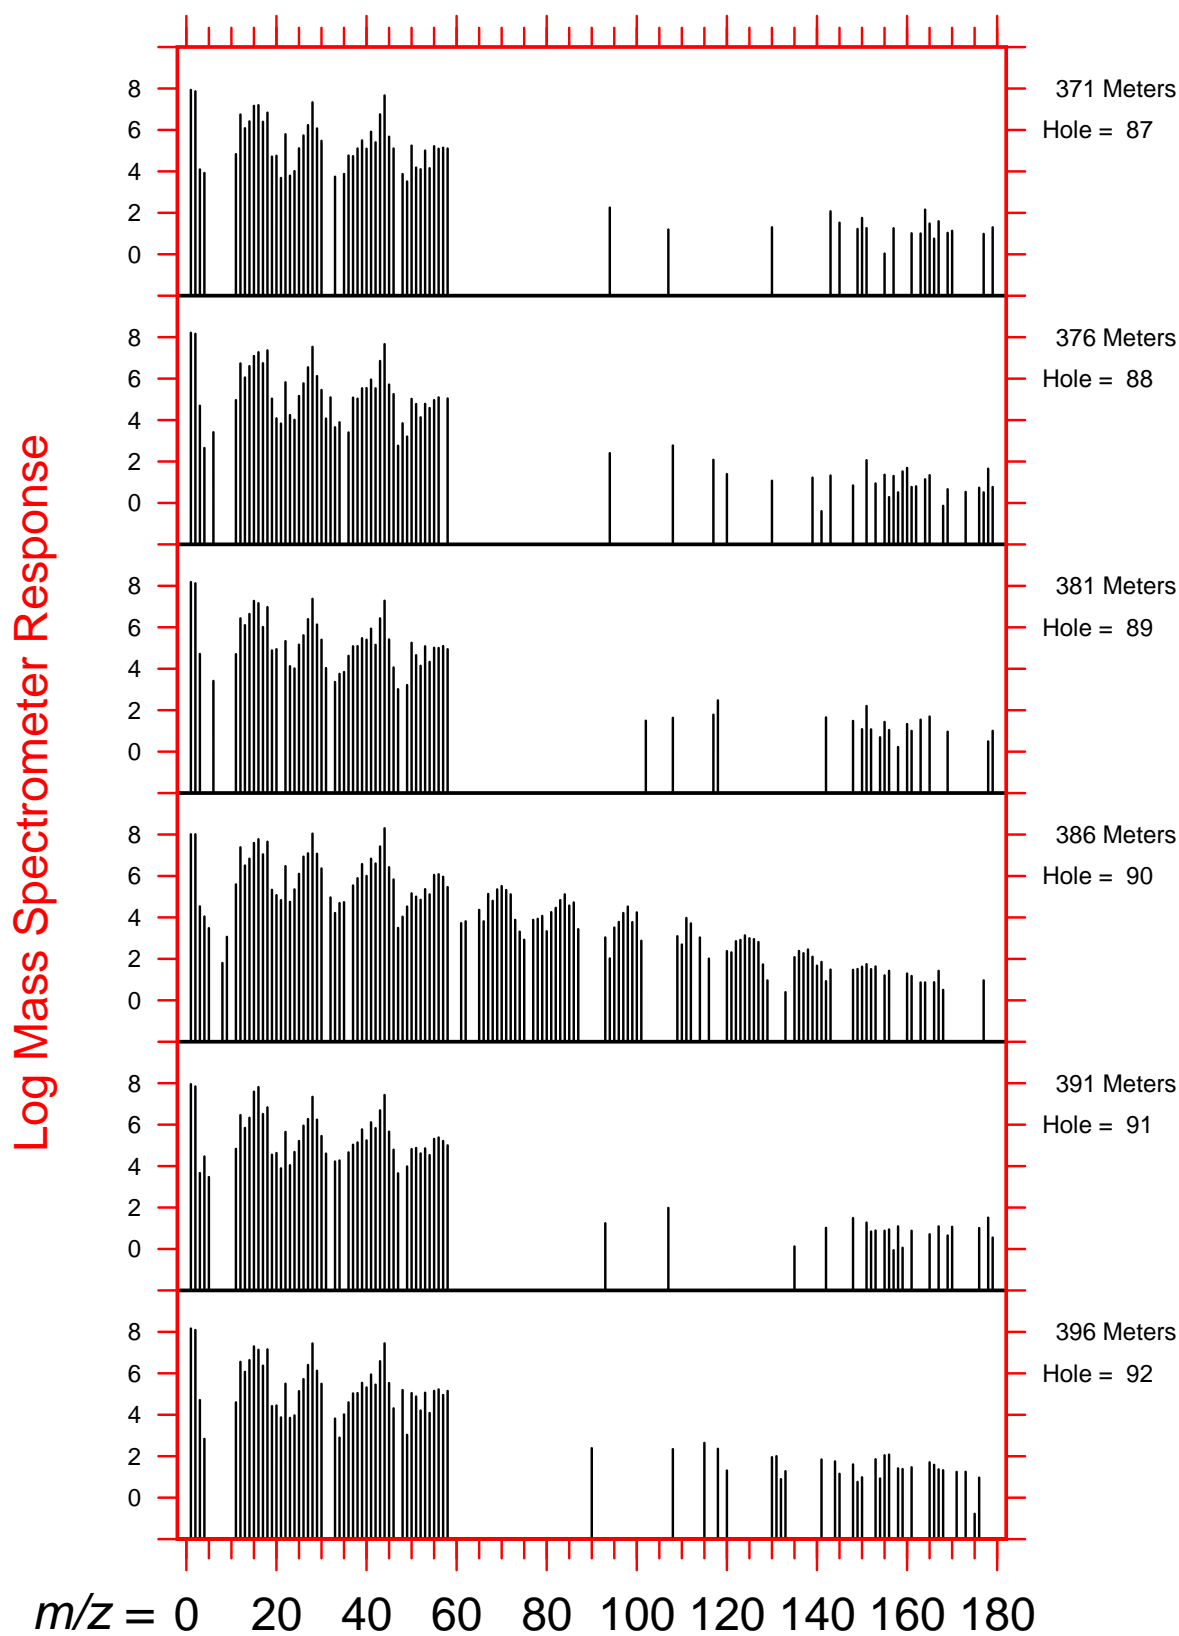 8
6
4
2
0
371 Meters
Hole = 87
8
6
4
2
0
376 Meters
Hole = 88
8
6
4
2
0
381 Meters
Hole = 89
8
6
4
2
0
386 Meters
Hole = 90
8
6
4
2
0
391 Meters
Hole = 91
8
6
4
2
0
396 Meters
Hole = 92
Log Mass Spectrometer Response
m/z = 0 20 40 60 80 100 120 140 160 180